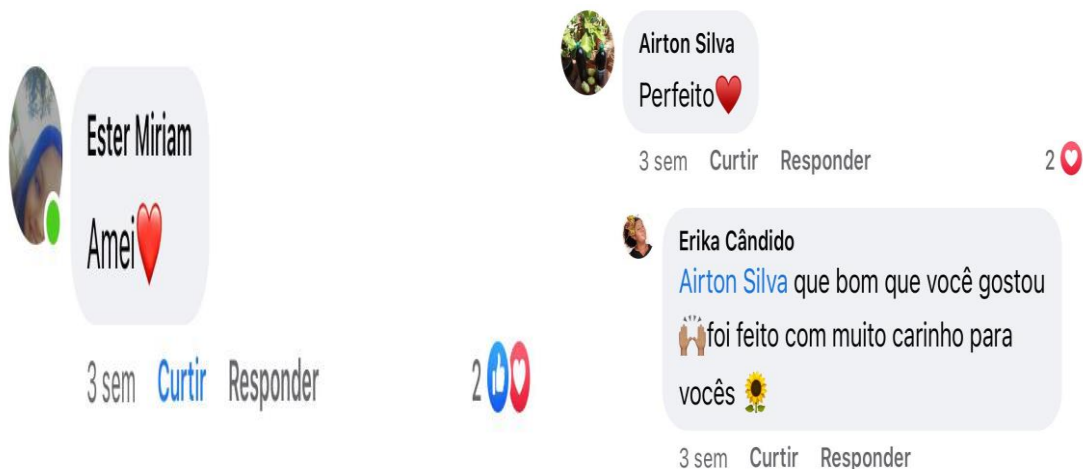 Ester Miriam
Amei❤️
3 sem Curtir Responder
2
Airton Silva
Perfeito♥️
3 sem Curtir Responder
2
Erika Cândido
Airton Silva que bom que você gostou
🙌🏽foi feito com muito carinho para
vocês 🌻
3 sem Curtir Responder